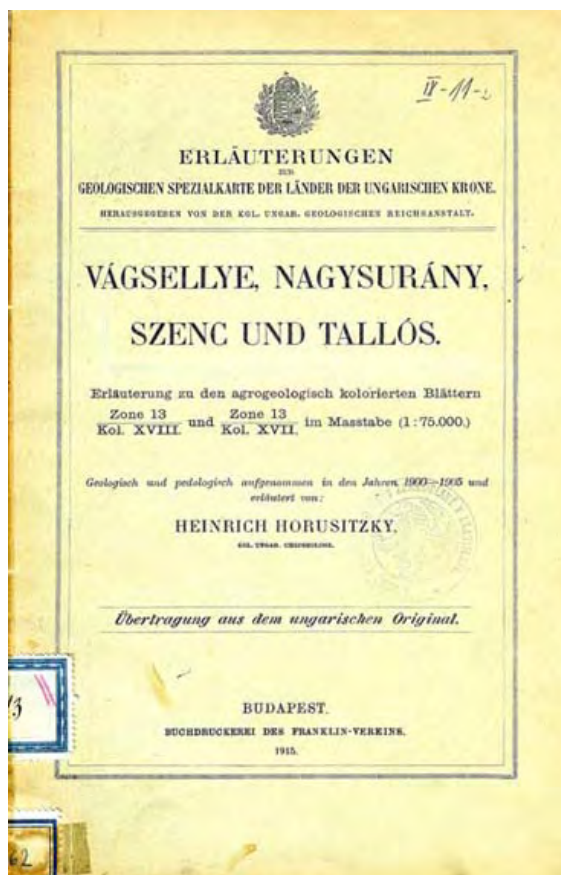 IV-11-2
ERLÄUTERUNGEN
ZUR
GEOLOGISCHEN SPEZIALKARTE DER LÄNDER DER UNGARISCHEN KRONE.
HERAUSGEGEBEN VON DER KGL. UNGAR. GEOLOGISCHEN REICHSANSTALT.
VÁGSELLYE, NAGYSURÁNY,
SZENC UND TALLÓS.
Erläuterung zu den agrogeologisch kolorierten Blättern
Zone 13 / Kol. XVIII. und Zone 13 / Kol. XVII. im Masstabe (1:75.000.)
Geologisch und pedologisch aufgenommen in den Jahren 1900—1905 und
erläutert von:
HEINRICH HORUSITZKY,
KGL. UNGAR. CHEFGEOLOGE.
Übertragung aus dem ungarischen Original.
BUDAPEST.
BUCHDRUCKEREI DES FRANKLIN-VEREINS.
1915.
62